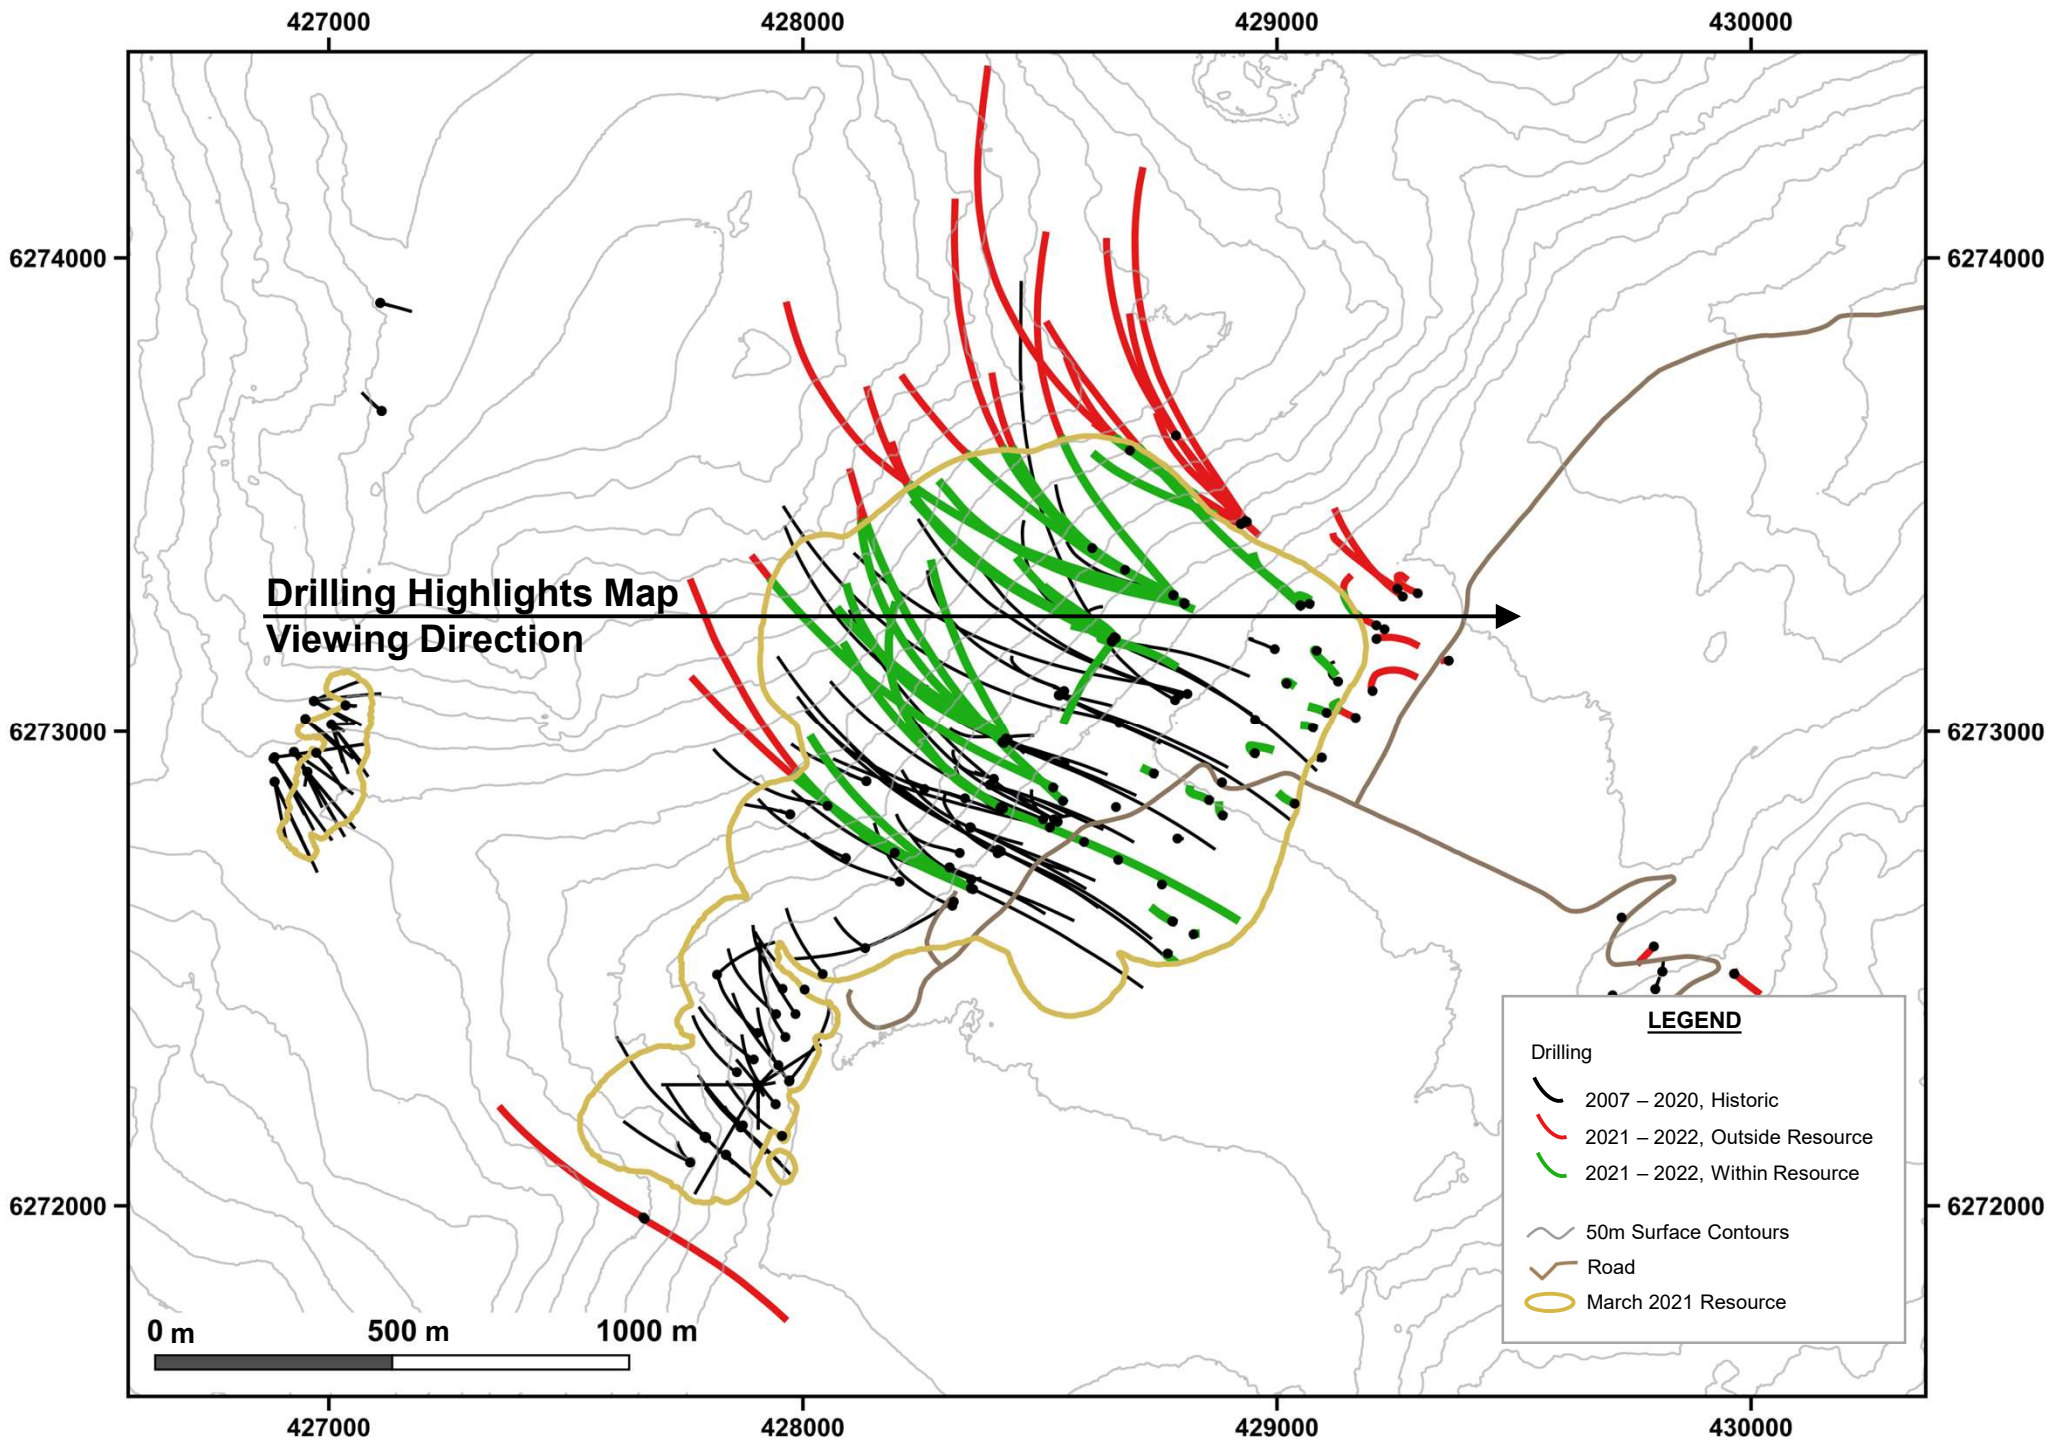 427000 428000 429000 430000
6274000 6274000
Drilling Highlights Map
Viewing Direction
6273000 6273000
LEGEND
Drilling
2007 – 2020, Historic
2021 – 2022, Outside Resource
2021 – 2022, Within Resource
6272000 6272000
50m Surface Contours
Road
March 2021 Resource
0 m 500 m 1000 m
427000 428000 429000 430000